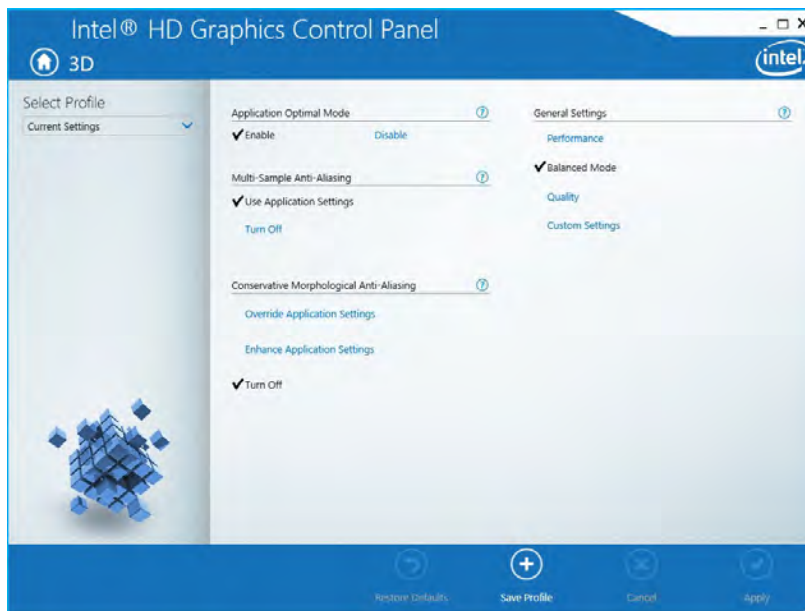 Intel® HD Graphics Control Panel
3D
intel
Select Profile
Current Settings
Application Optimal Mode
Enable Disable
Multi-Sample Anti-Aliasing
Use Application Settings
Turn Off
Conservative Morphological Anti-Aliasing
Override Application Settings
Enhance Application Settings
Turn Off
General Settings
Performance
Balanced Mode
Quality
Custom Settings
Restore Defaults Save Profile Cancel Apply